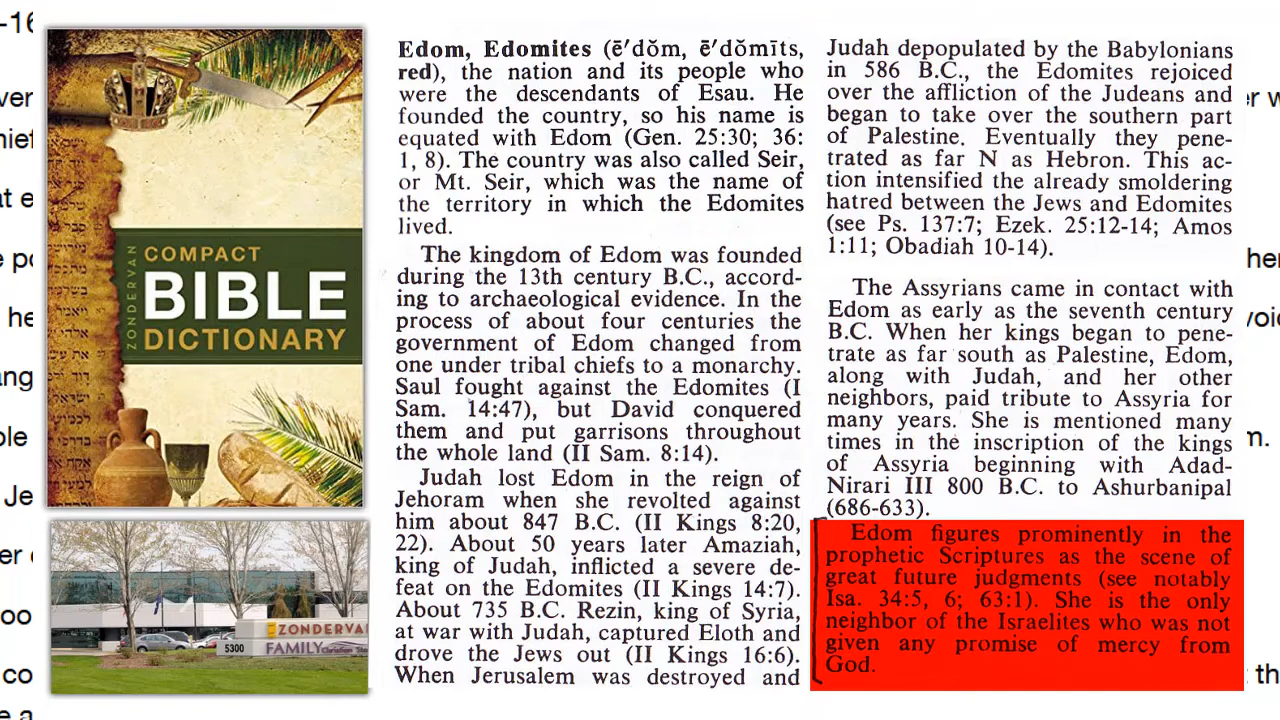 -16
ver
hief
at e
e po
he
ang
ble
Je
er
oo
co
e a
COMPACT
BIBLE
DICTIONARY
ZONDERVAN
ZONDERVAN
5300 FAMILY Christian
Edom, Edomites (ē′dŏm, ē′dŏmīts,
red), the nation and its people who
were the descendants of Esau. He
founded the country, so his name is
equated with Edom (Gen. 25:30; 36:
1, 8). The country was also called Seir,
or Mt. Seir, which was the name of
the territory in which the Edomites
lived.
The kingdom of Edom was founded
during the 13th century B.C., accord-
ing to archaeological evidence. In the
process of about four centuries the
government of Edom changed from
one under tribal chiefs to a monarchy.
Saul fought against the Edomites (I
Sam. 14:47), but David conquered
them and put garrisons throughout
the whole land (II Sam. 8:14).
Judah lost Edom in the reign of
Jehoram when she revolted against
him about 847 B.C. (II Kings 8:20,
22). About 50 years later Amaziah,
king of Judah, inflicted a severe de-
feat on the Edomites (II Kings 14:7).
About 735 B.C. Rezin, king of Syria,
at war with Judah, captured Eloth and
drove the Jews out (II Kings 16:6).
When Jerusalem was destroyed and
Judah depopulated by the Babylonians
in 586 B.C., the Edomites rejoiced
over the affliction of the Judeans and
began to take over the southern part
of Palestine. Eventually they pene-
trated as far N as Hebron. This ac-
tion intensified the already smoldering
hatred between the Jews and Edomites
(see Ps. 137:7; Ezek. 25:12-14; Amos
1:11; Obadiah 10-14).
The Assyrians came in contact with
Edom as early as the seventh century
B.C. When her kings began to pene-
trate as far south as Palestine, Edom,
along with Judah, and her other
neighbors, paid tribute to Assyria for
many years. She is mentioned many
times in the inscription of the kings
of Assyria beginning with Adad-
Nirari III 800 B.C. to Ashurbanipal
(686-633).
Edom figures prominently in the
prophetic Scriptures as the scene of
great future judgments (see notably
Isa. 34:5, 6; 63:1). She is the only
neighbor of the Israelites who was not
given any promise of mercy from
God.
er w
her
voic
m.
th